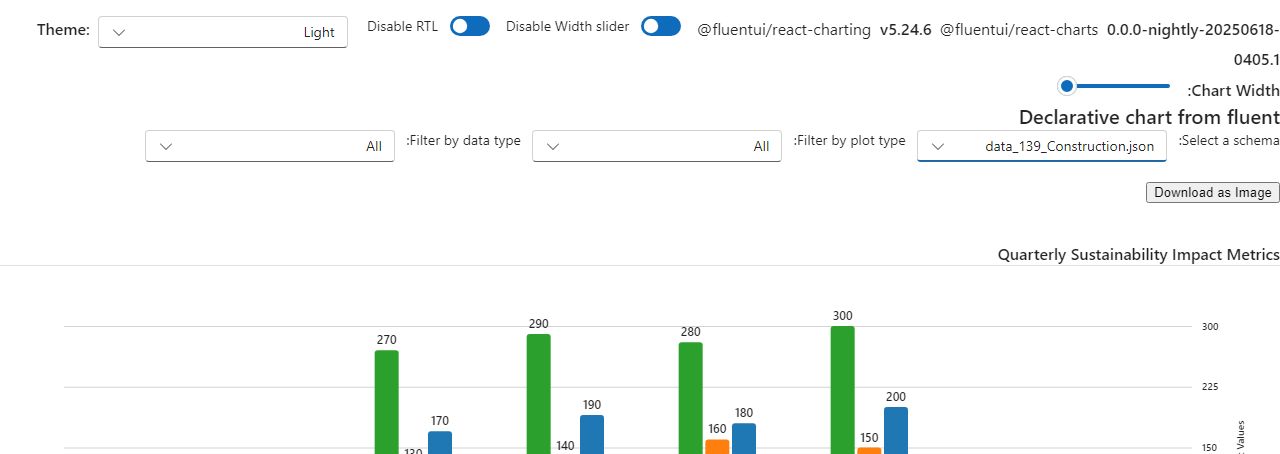 Theme: Light Disable RTL Disable Width slider @fluentui/react-charting v5.24.6 @fluentui/react-charts 0.0.0-nightly-20250618-
0405.1
:Chart Width
Declarative chart from fluent
:Select a schema data_139_Construction.json :Filter by plot type All :Filter by data type All
Download as Image
Quarterly Sustainability Impact Metrics
300
290
280
270
300
225
200
190
180
170
160
150
140
130
150
Values